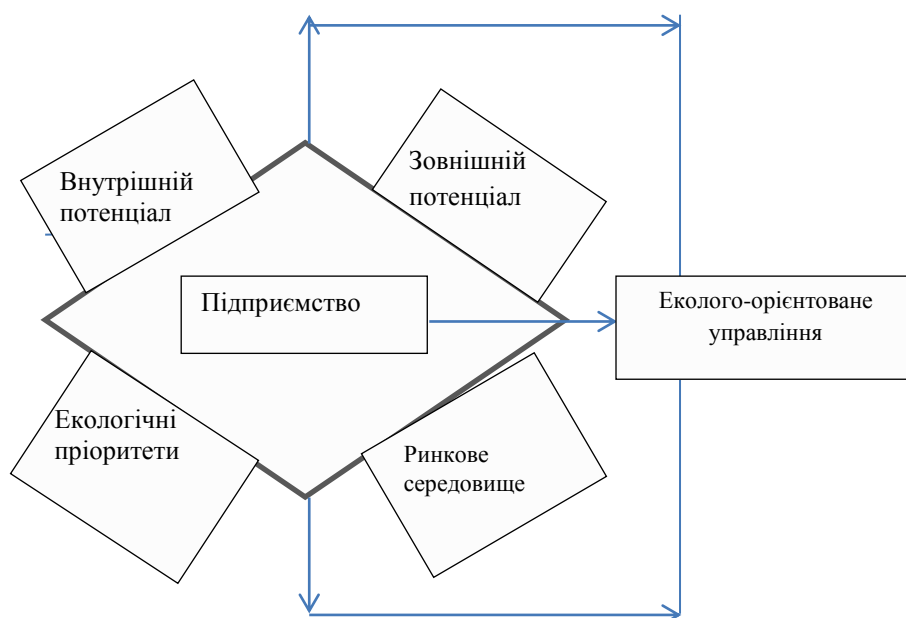 Внутрішній
потенціал
Зовнішній
потенціал
Підприємство
Еколого-орієнтоване
управління
Екологічні
пріоритети
Ринкове
середовище